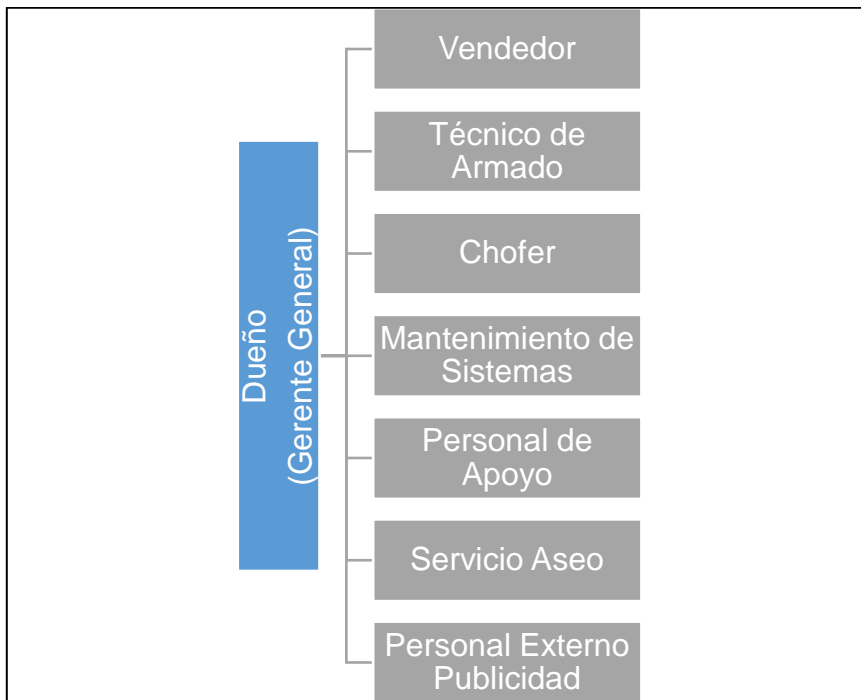 Dueño
(Gerente General)
Vendedor
Técnico de
Armado
Chofer
Mantenimiento de
Sistemas
Personal de
Apoyo
Servicio Aseo
Personal Externo
Publicidad